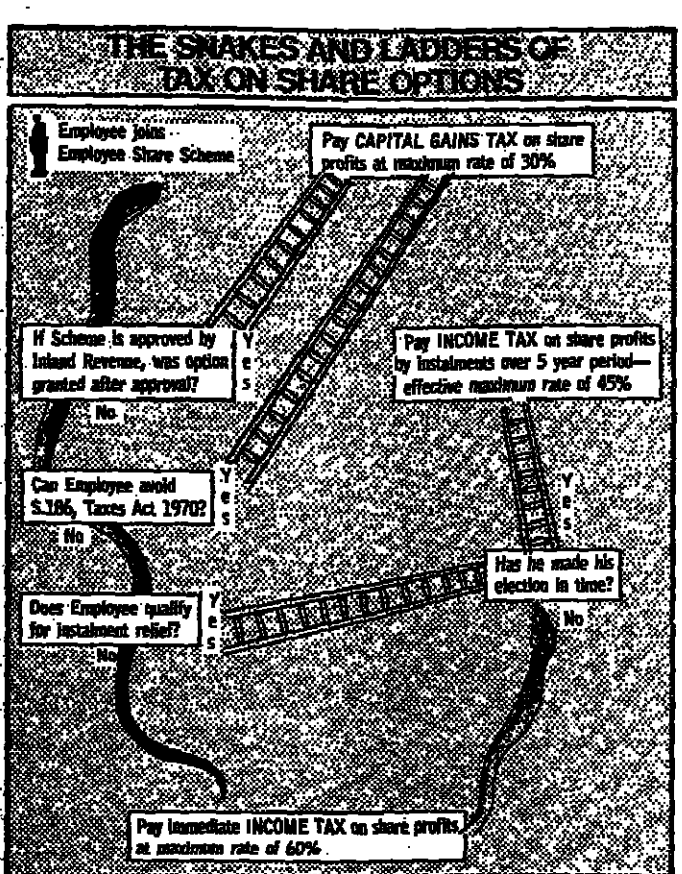 THE SNAKES AND LADDERS OF
TAX ON SHARE OPTIONS
Employee joins
Employee Share Scheme
Pay CAPITAL GAINS TAX on share
profits at maximum rate of 30%
If Scheme is approved by
Inland Revenue, was option
granted after approval?
Yes
No
Pay INCOME TAX on share profits
by instalments over 5 year period—
effective maximum rate of 45%
Can Employee avoid
S.186, Taxes Act 1970?
Yes
No
Yes
Has he made his
election in time?
No
Does Employee qualify
for instalment relief?
Yes
No
Pay immediate INCOME TAX on share profits
at maximum rate of 60%